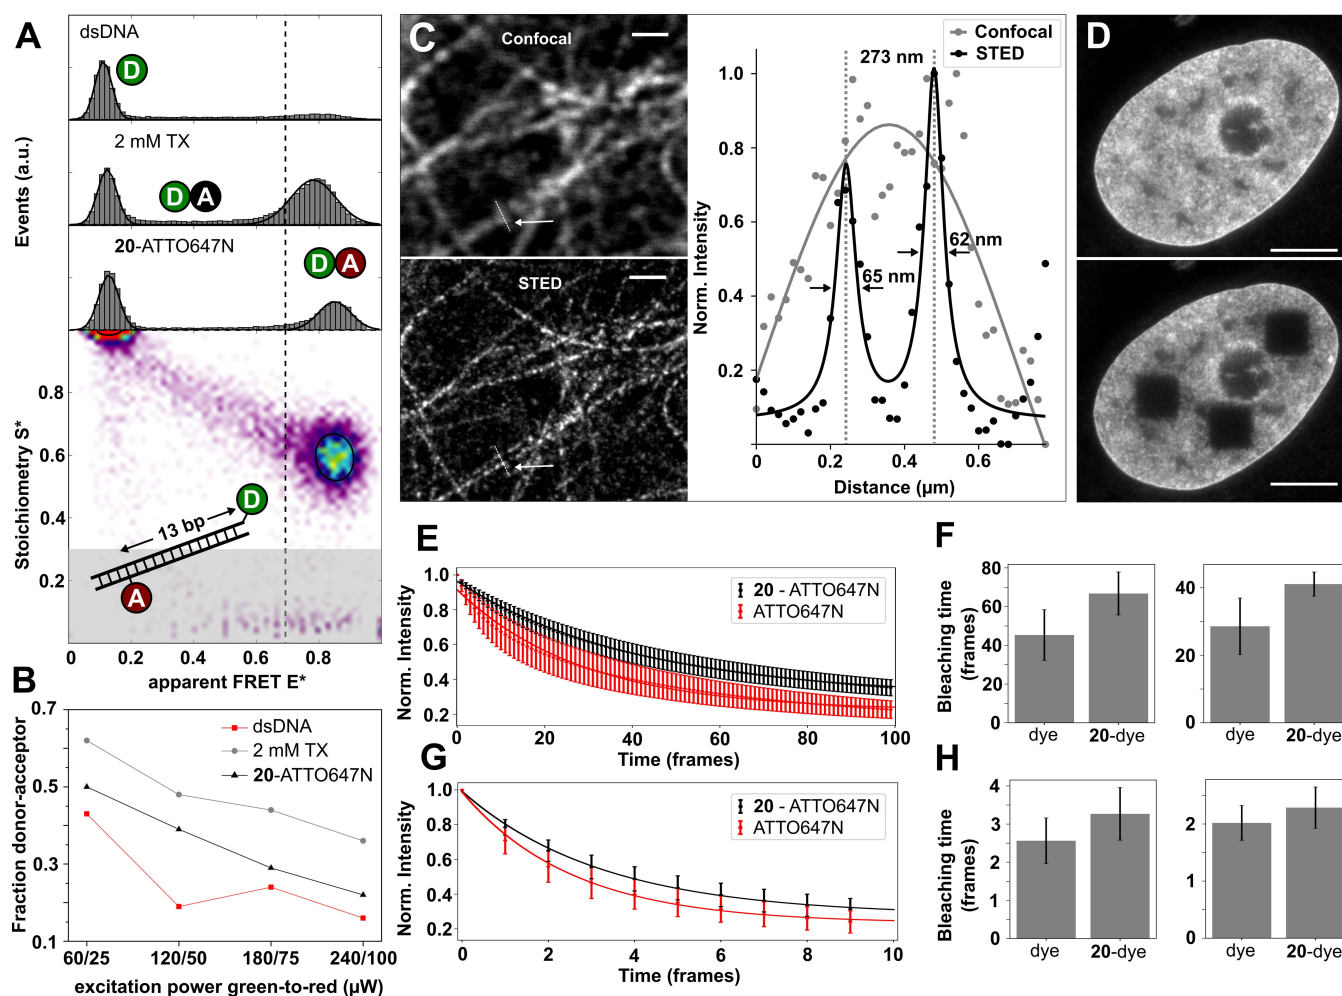 A
dsDNA
D
2 mM TX
D A
20-ATTO647N
D A
Events (a.u.)
0.8
0.6
0.4
0.2
Stoichiometry S*
D
13 bp
A
0 0.2 0.4 0.6 0.8
apparent FRET E*
B
0.7
0.5
0.3
0.1
Fraction donor-acceptor
dsDNA
2 mM TX
20-ATTO647N
60/25 120/50 180/75 240/100
excitation power green-to-red (μW)
C
Confocal
STED
Confocal
STED
273 nm
62 nm
65 nm
1.0
0.8
0.6
0.4
0.2
Norm. Intensity
0 0.2 0.4 0.6
Distance (μm)
D
E
1.0
0.8
0.6
0.4
0.2
Norm. Intensity
20 - ATTO647N
ATTO647N
0 20 40 60 80 100
Time (frames)
F
Bleaching time
(frames)
80
60
40
20
0
dye 20-dye
40
20
0
dye 20-dye
G
1.0
0.8
0.6
0.4
0.2
Norm. Intensity
20 - ATTO647N
ATTO647N
0 2 4 6 8 10
Time (frames)
H
Bleaching time
(frames)
4
3
2
1
0
dye 20-dye
2
1
0
dye 20-dye